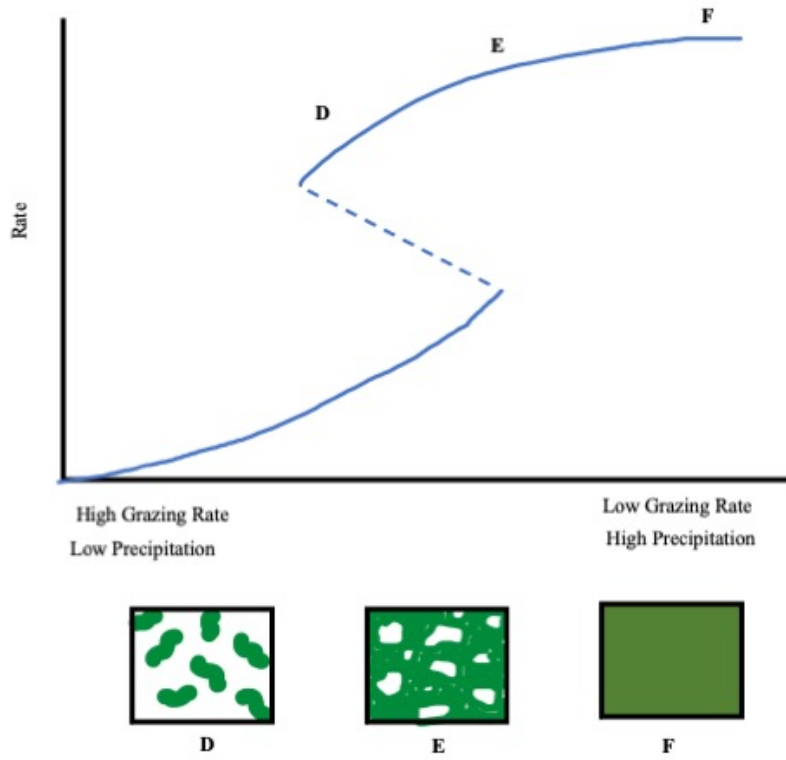 F
E
D
Rate
High Grazing Rate
Low Precipitation
Low Grazing Rate
High Precipitation
D
E
F